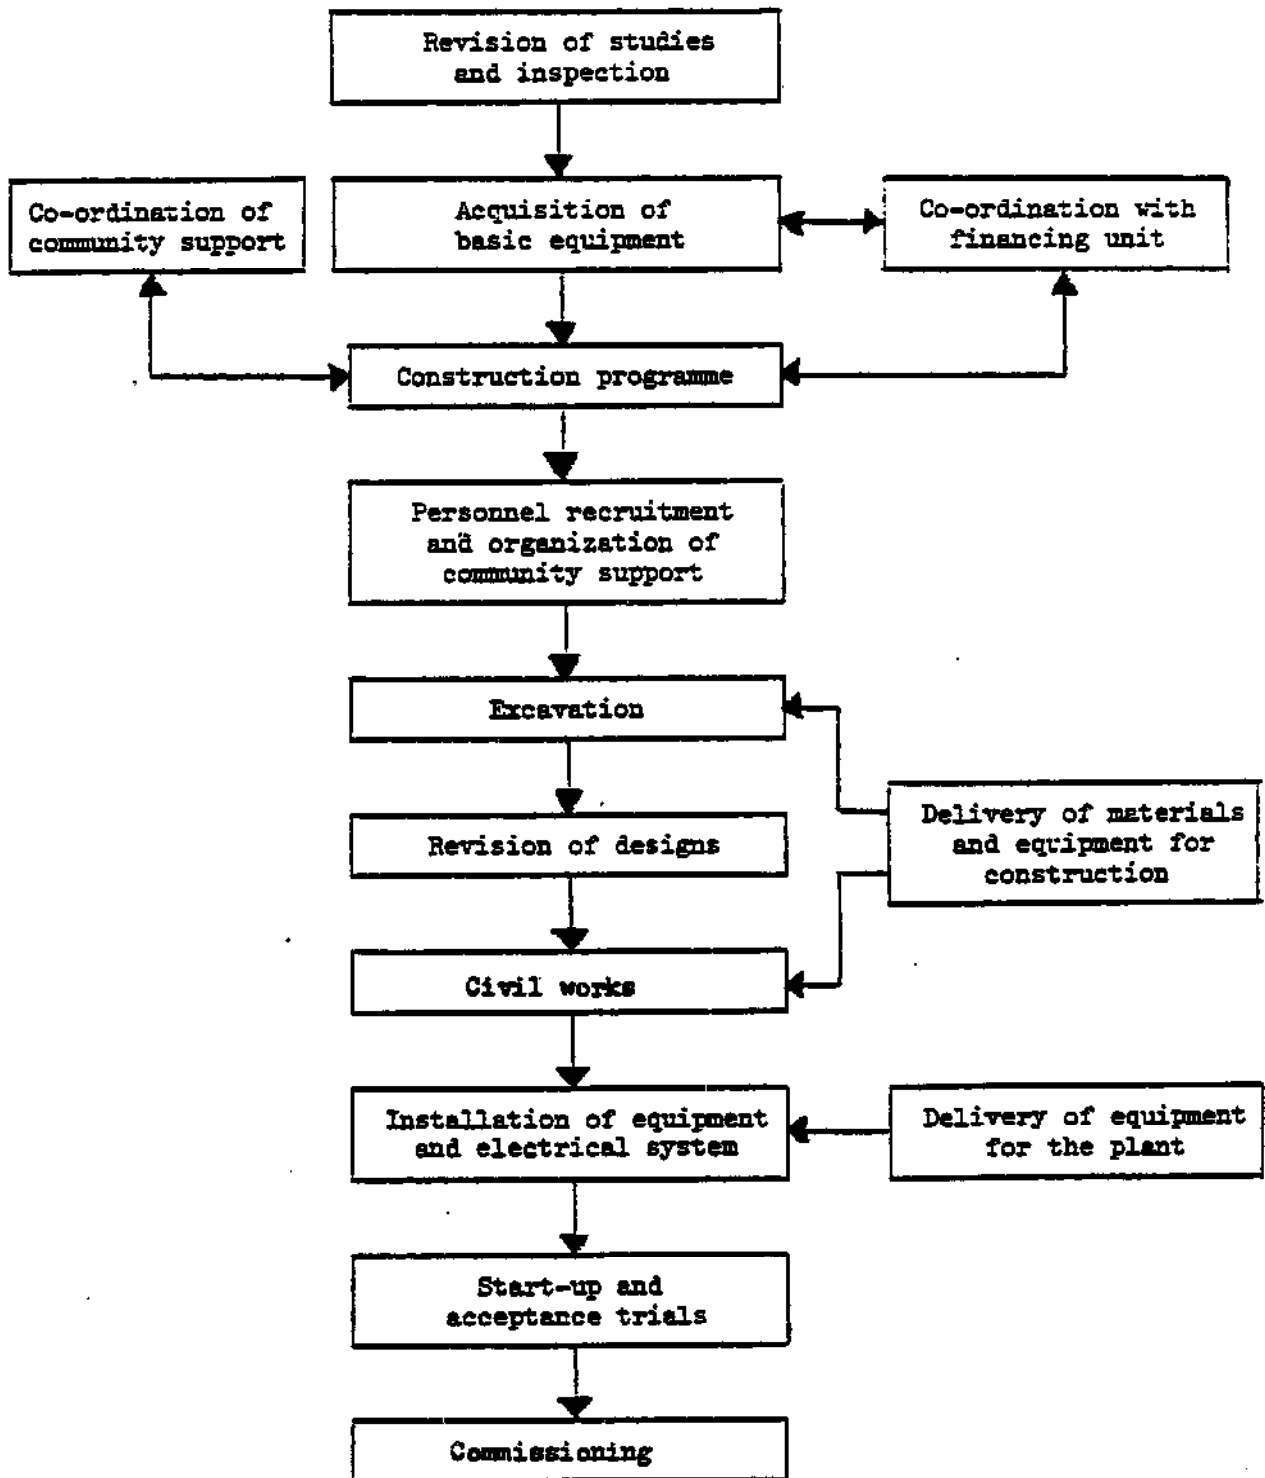 Revision of studies
and inspection
Co-ordination of
community support
Acquisition of
basic equipment
Co-ordination with
financing unit
Construction programme
Personnel recruitment
and organization of
community support
Excavation
Revision of designs
Delivery of materials
and equipment for
construction
Civil works
Installation of equipment
and electrical system
Delivery of equipment
for the plant
Start-up and
acceptance trials
Commissioning